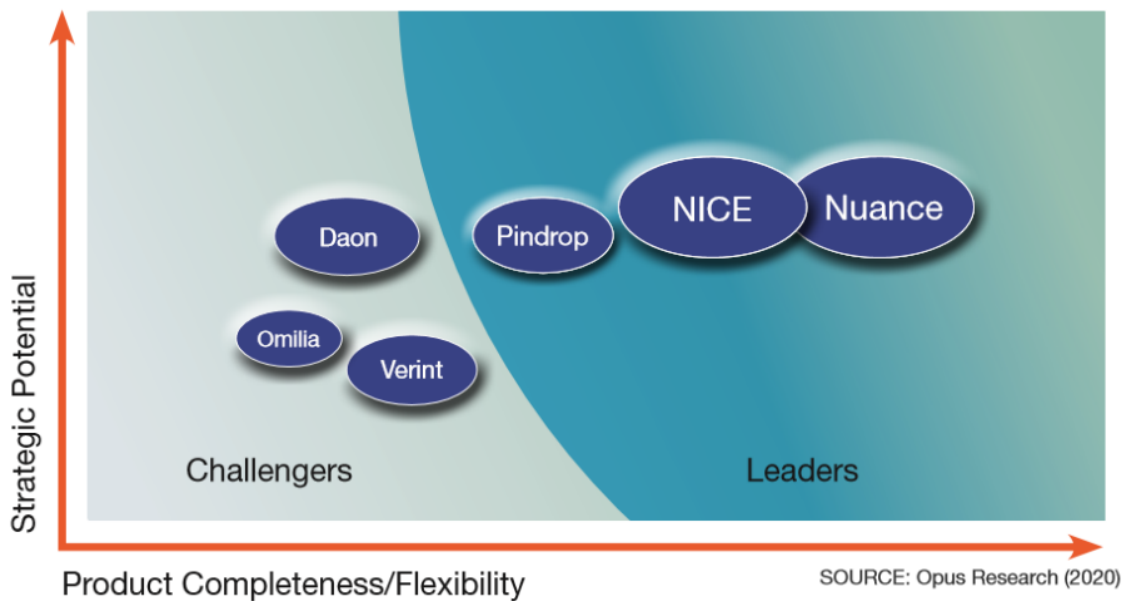 NICE
Nuance
Daon
Pindrop
Omilia
Verint
Strategic Potential
Challengers
Leaders
Product Completeness/Flexibility
SOURCE: Opus Research (2020)